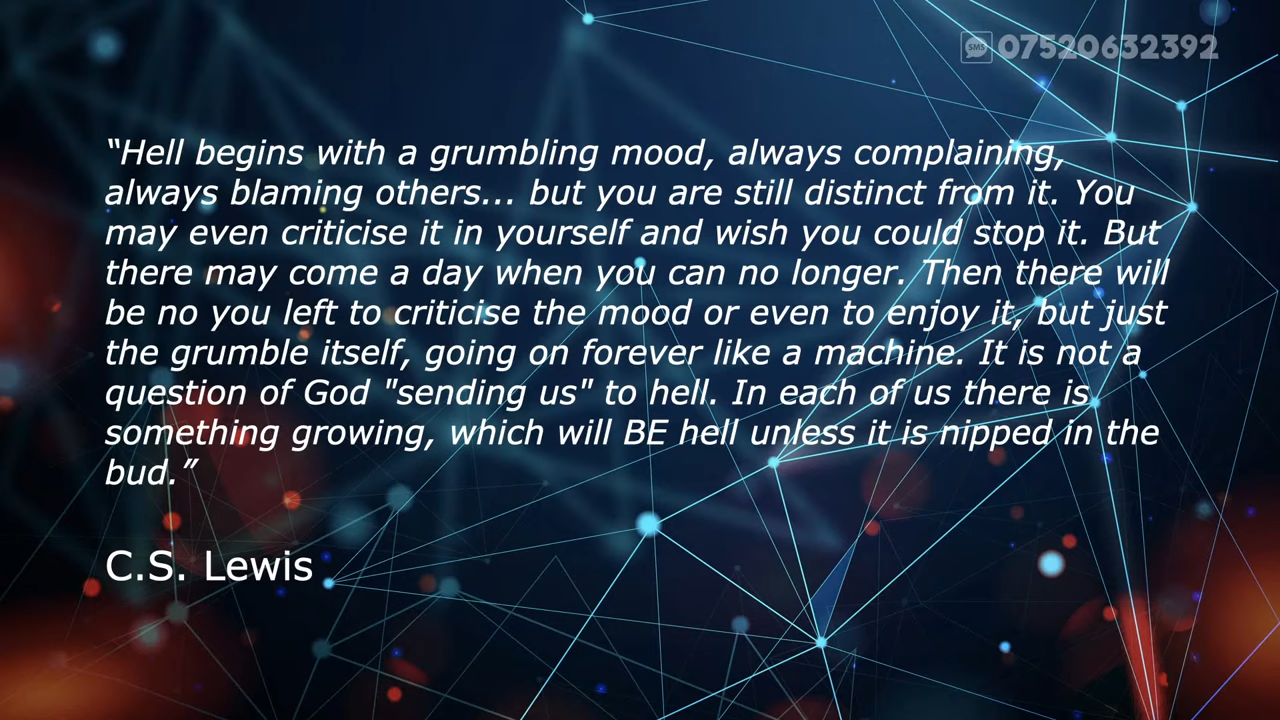 SMS 07520632392
“Hell begins with a grumbling mood, always complaining,
always blaming others... but you are still distinct from it. You
may even criticise it in yourself and wish you could stop it. But
there may come a day when you can no longer. Then there will
be no you left to criticise the mood or even to enjoy it, but just
the grumble itself, going on forever like a machine. It is not a
question of God "sending us" to hell. In each of us there is
something growing, which will BE hell unless it is nipped in the
bud.”
C.S. Lewis